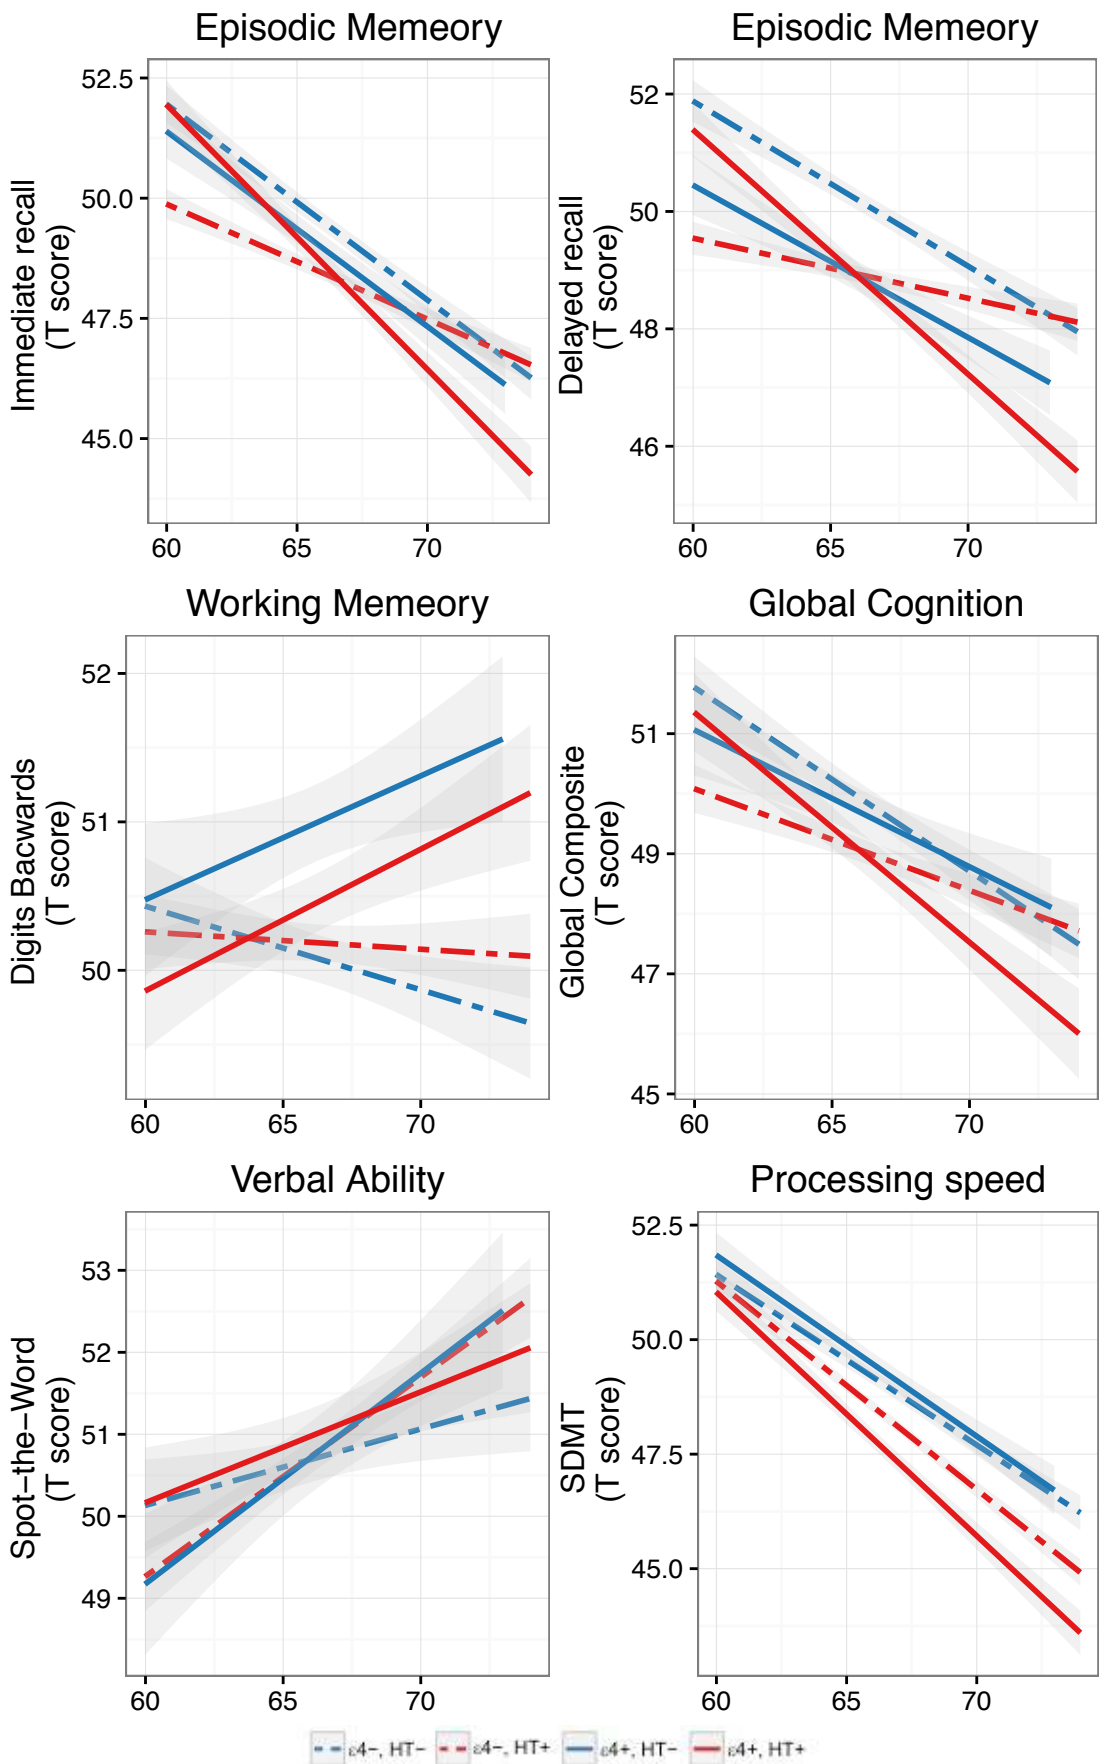 Episodic Memeory
52.5
50.0
47.5
45.0
Immediate recall
(T score)
60 65 70
Episodic Memeory
52
50
48
46
Delayed recall
(T score)
60 65 70
Working Memeory
52
51
50
Digits Bacwards
(T score)
60 65 70
Global Cognition
51
49
47
45
Global Composite
(T score)
60 65 70
Verbal Ability
53
52
51
50
49
Spot−the−Word
(T score)
60 65 70
Processing speed
52.5
50.0
47.5
45.0
SDMT
(T score)
60 65 70
ε4−, HT− ε4−, HT+ ε4+, HT− ε4+, HT+